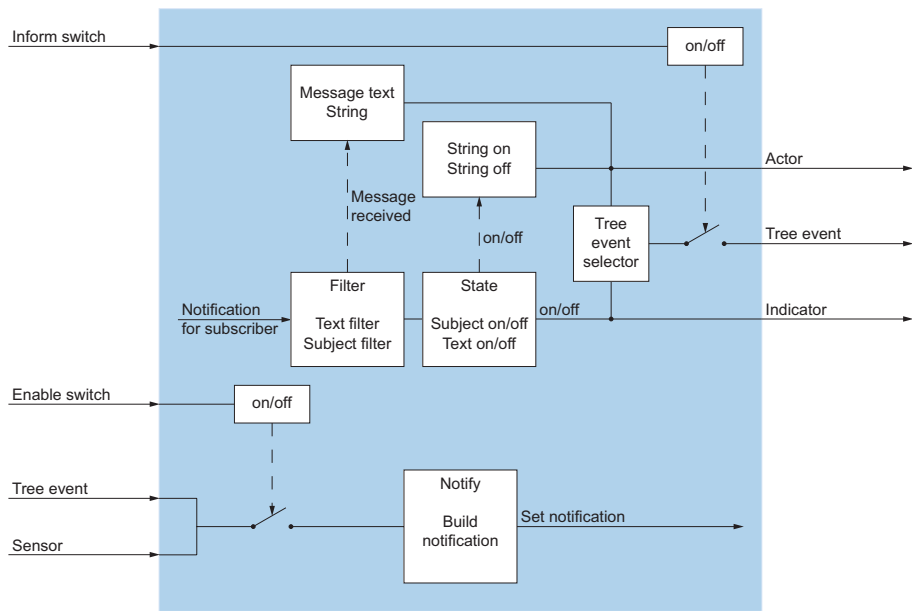 Inform switch
on/off
Message text
String
String on
String off
Actor
Message
received
on/off
Tree
event
selector
Tree event
Notification
for subscriber
Filter
Text filter
Subject filter
State
Subject on/off
Text on/off
on/off
Indicator
Enable switch
on/off
Tree event
Sensor
Notify
Build
notification
Set notification